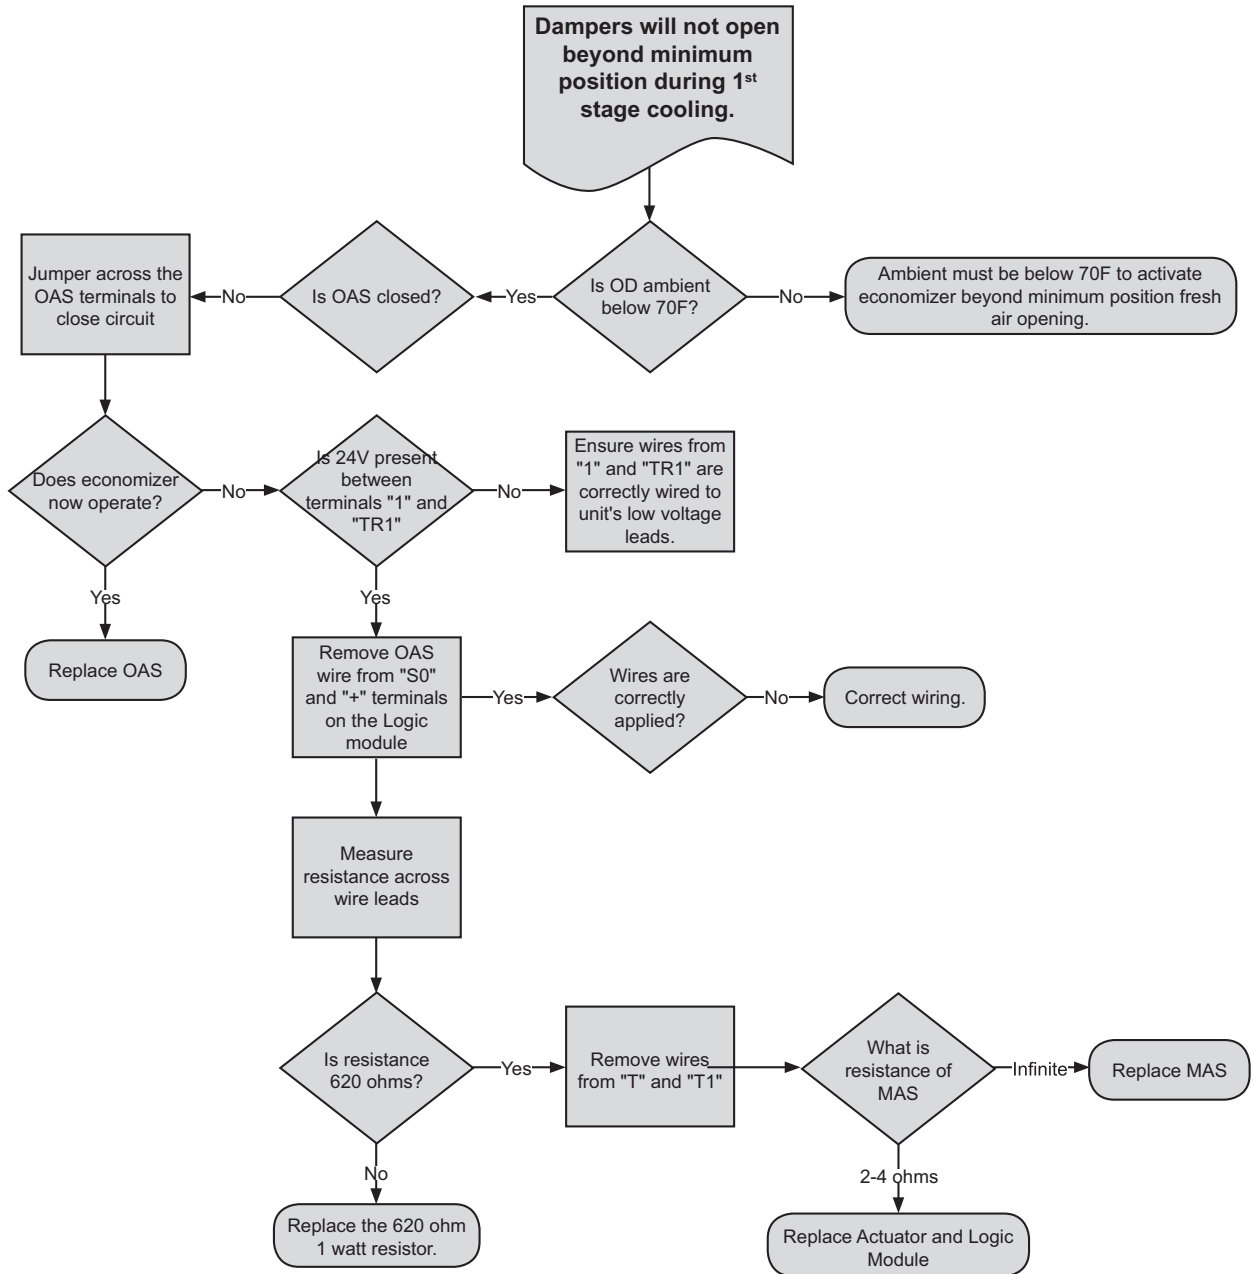 Dampers will not open
beyond minimum
position during 1st
stage cooling.
Jumper across the
OAS terminals to
close circuit
No
Is OAS closed?
Yes
Is OD ambient
below 70F?
No
Ambient must be below 70F to activate
economizer beyond minimum position fresh
air opening.
Does economizer
now operate?
No
Is 24V present
between
terminals "1" and
"TR1"
No
Ensure wires from
"1" and "TR1" are
correctly wired to
unit's low voltage
leads.
Yes
Yes
Replace OAS
Remove OAS
wire from "S0"
and "+" terminals
on the Logic
module
Yes
Wires are
correctly
applied?
No
Correct wiring.
Measure
resistance across
wire leads
Is resistance
620 ohms?
Yes
Remove wires
from "T" and "T1"
What is
resistance of
MAS
Infinite
Replace MAS
No
2-4 ohms
Replace the 620 ohm
1 watt resistor.
Replace Actuator and Logic
Module